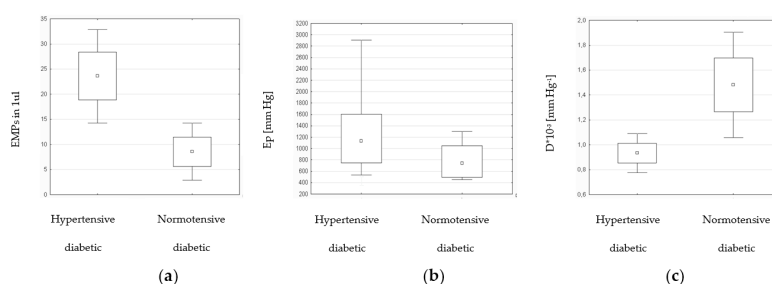 EMPs in 1ul
35
30
25
20
15
10
5
0
Hypertensive
diabetic
Normotensive
diabetic
(a)
Ep [mm Hg]
3200
3000
2800
2600
2400
2200
2000
1800
1600
1400
1200
1000
800
600
400
200
Hypertensive
diabetic
Normotensive
diabetic
(b)
D*10-3 [mm Hg-1]
2,0
1,8
1,6
1,4
1,2
1,0
0,8
0,6
Hypertensive
diabetic
Normotensive
diabetic
(c)